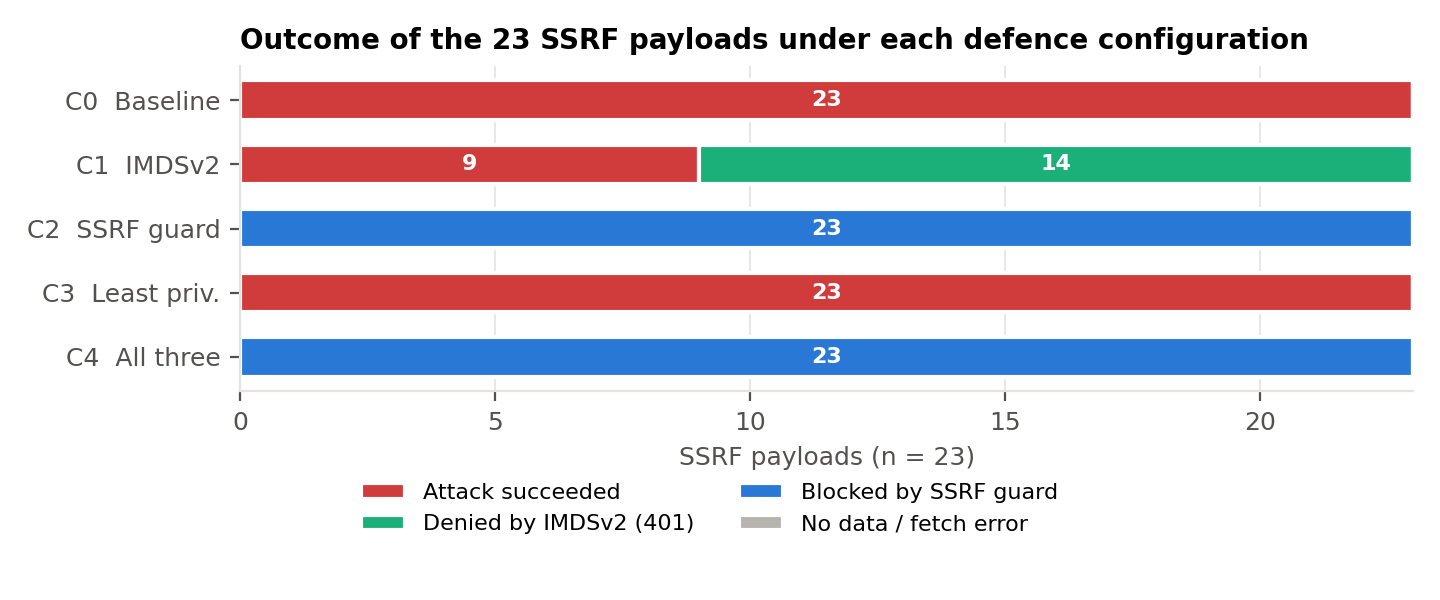 Outcome of the 23 SSRF payloads under each defence configuration
C0  Baseline
23
C1  IMDSv2
9
14
C2  SSRF guard
23
C3  Least priv.
23
C4  All three
23
0
5
10
15
20
SSRF payloads (n = 23)
Attack succeeded
Blocked by SSRF guard
Denied by IMDSv2 (401)
No data / fetch error